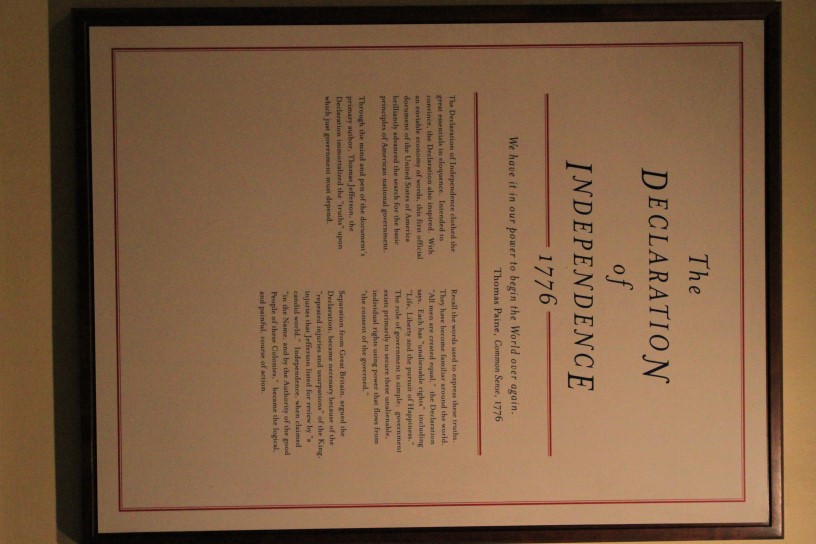 The
DECLARATION
of
INDEPENDENCE
1776
We have it in our power to begin the World over again.
Thomas Paine, Common Sense, 1776
The Declaration of Independence clothed the
great essentials in eloquence. Intended to
convince, the Declaration also inspired. With
an enviable economy of words, this first official
document of the United States of America
brilliantly advanced the search for the basic
principles of American national government.
Through the mind and pen of the document's
primary author, Thomas Jefferson, the
Declaration immortalized the "truths" upon
which just government must depend.
Recall the words used to express these truths.
They have become familiar around the world.
"All men are created equal," the Declaration
says. Each has "unalienable rights" including
"Life, Liberty and the pursuit of Happiness."
The role of government is simple: government
exists primarily to secure these unalienable,
individual rights using power that flows from
"the consent of the governed."
Separation from Great Britain, argued the
Declaration, became necessary because of the
"repeated injuries and usurpations" of the King,
injuries that Jefferson listed for review by "a
candid world." Independence, when claimed
"in the Name, and by the Authority of the good
People of these Colonies," became the logical,
and painful, course of action.